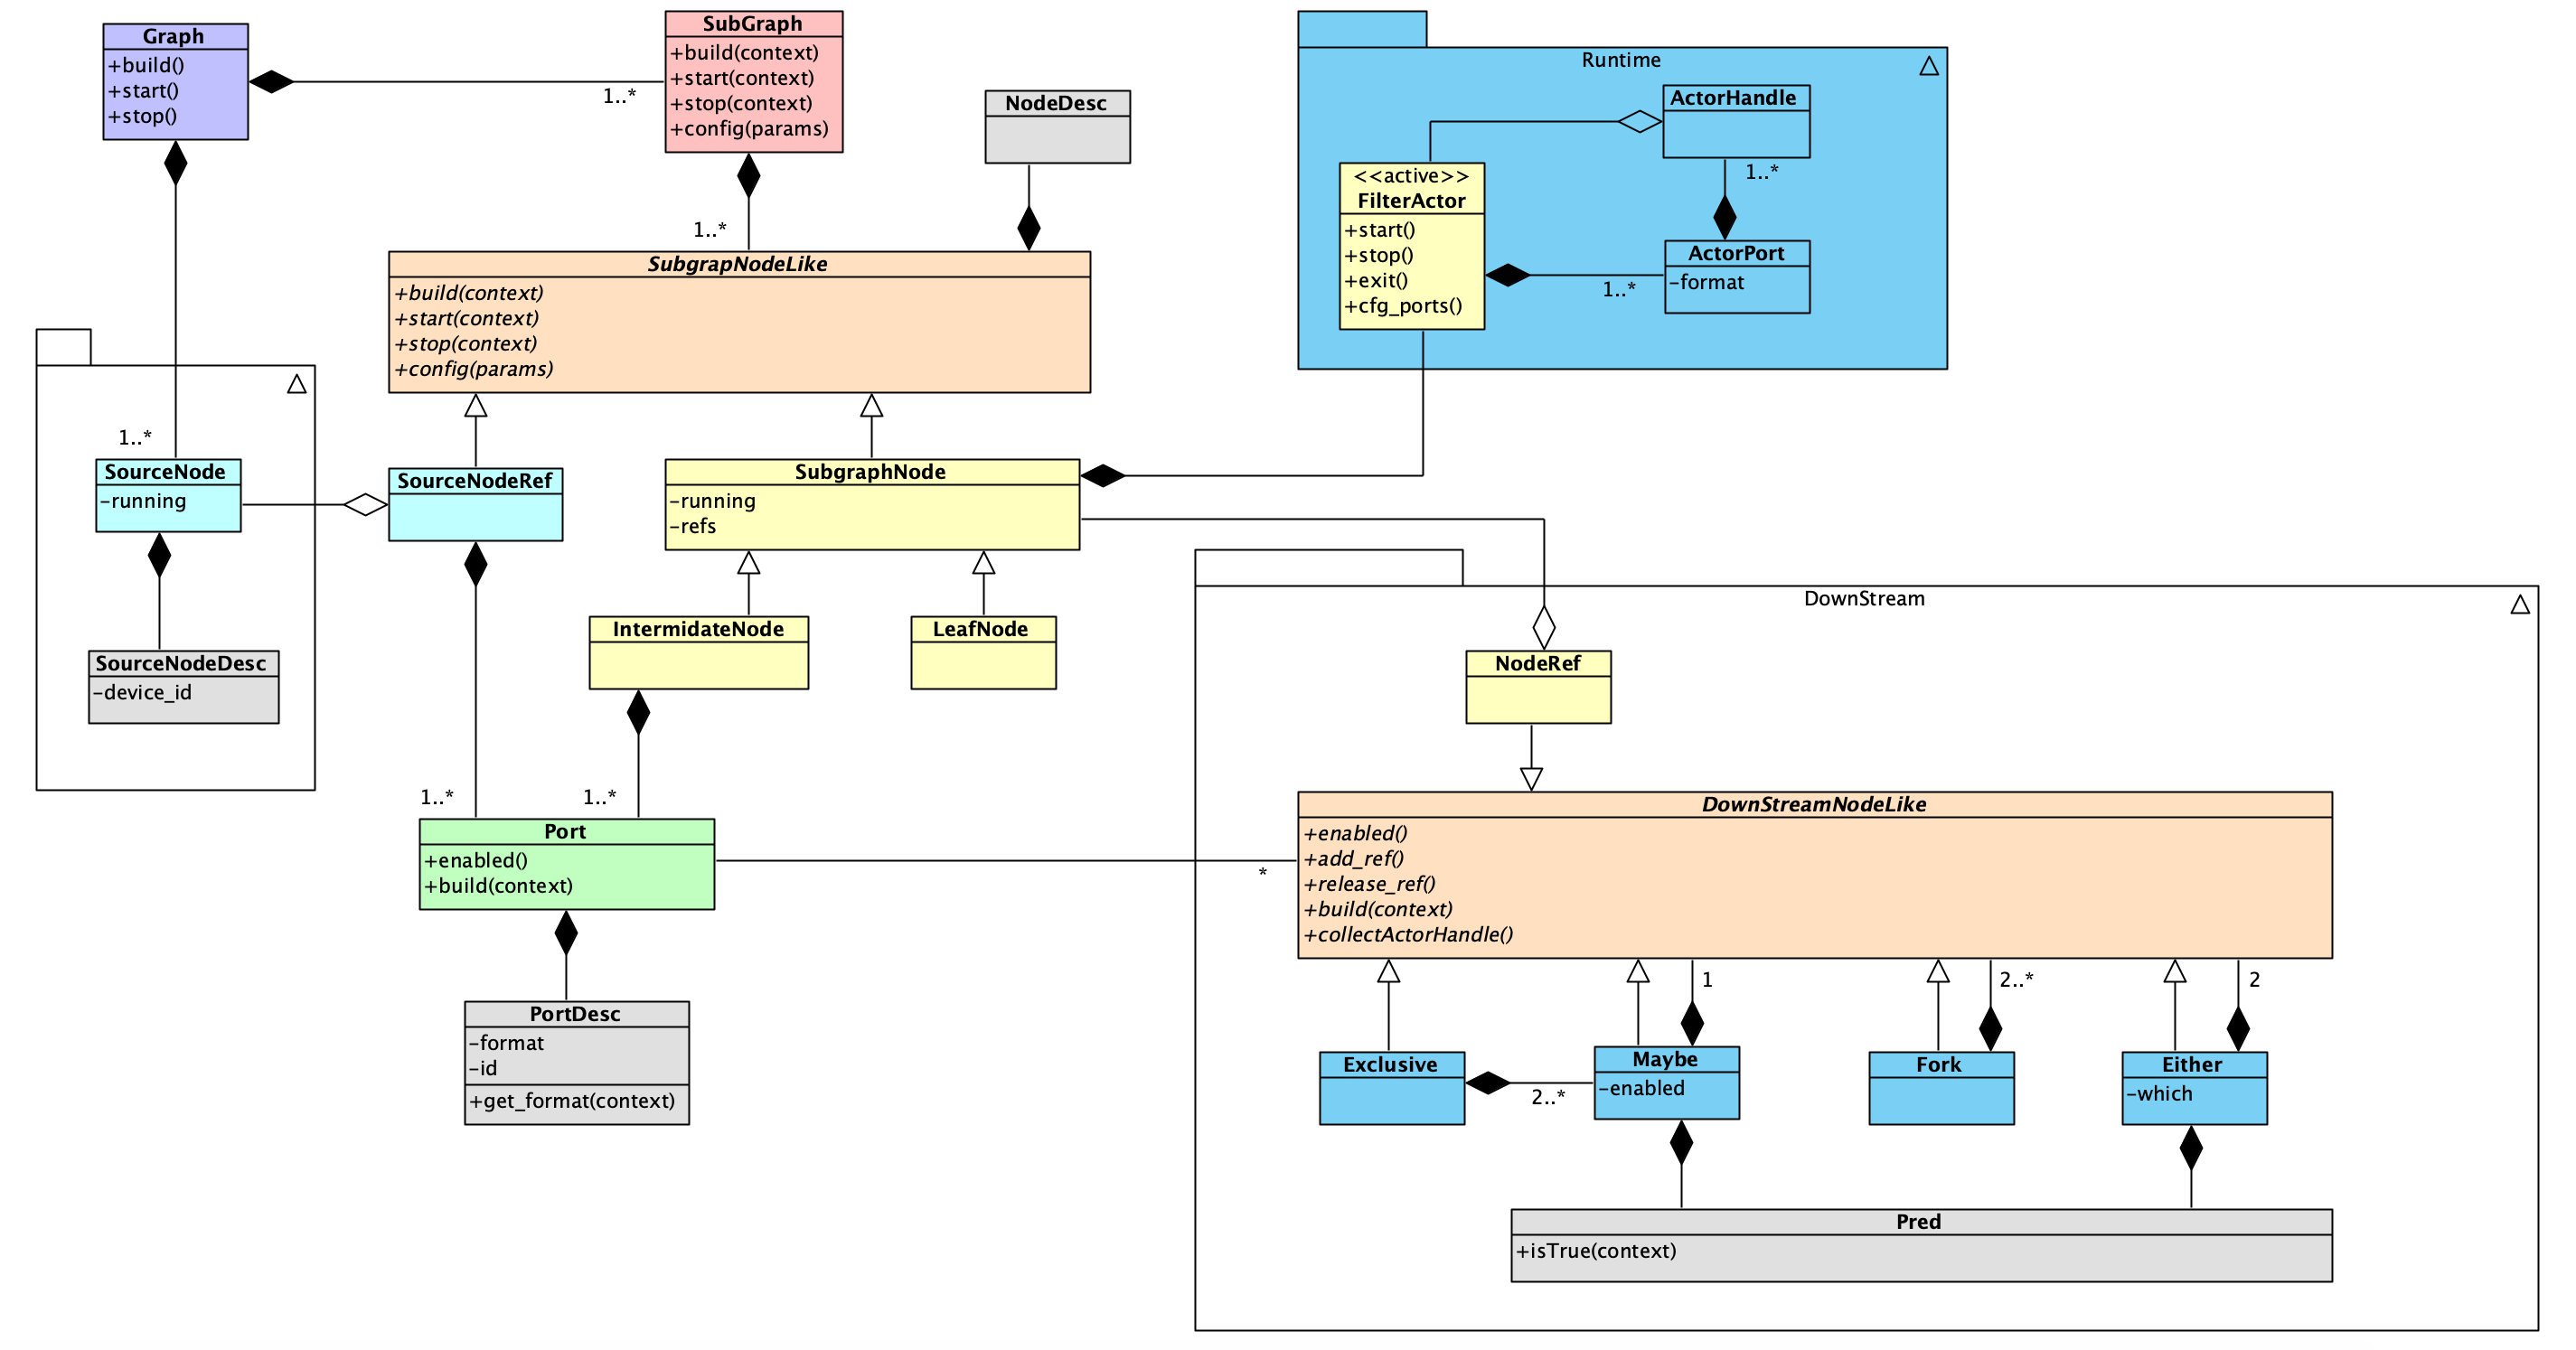 Graph
+build()
+start()
+stop()
1..*
SubGraph
+build(context)
+start(context)
+stop(context)
+config(params)
NodeDesc
1..*
SubgrapNodeLike
+build(context)
+start(context)
+stop(context)
+config(params)
Runtime
ActorHandle
1..*
<<active>>
FilterActor
+start()
+stop()
+exit()
+cfg_ports()
1..*
ActorPort
-format
1..*
SourceNode
-running
SourceNodeRef
SubgraphNode
-running
-refs
SourceNodeDesc
-device_id
IntermidateNode
LeafNode
1..*
1..*
Port
+enabled()
+build(context)
*
PortDesc
-format
-id
+get_format(context)
DownStream
NodeRef
DownStreamNodeLike
+enabled()
+add_ref()
+release_ref()
+build(context)
+collectActorHandle()
1
2..*
2
Exclusive
2..*
Maybe
-enabled
Fork
Either
-which
Pred
+isTrue(context)